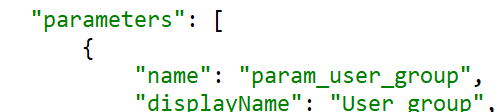 "parameters": [
{
"name": "param_user_group",
"displayName": "User group",